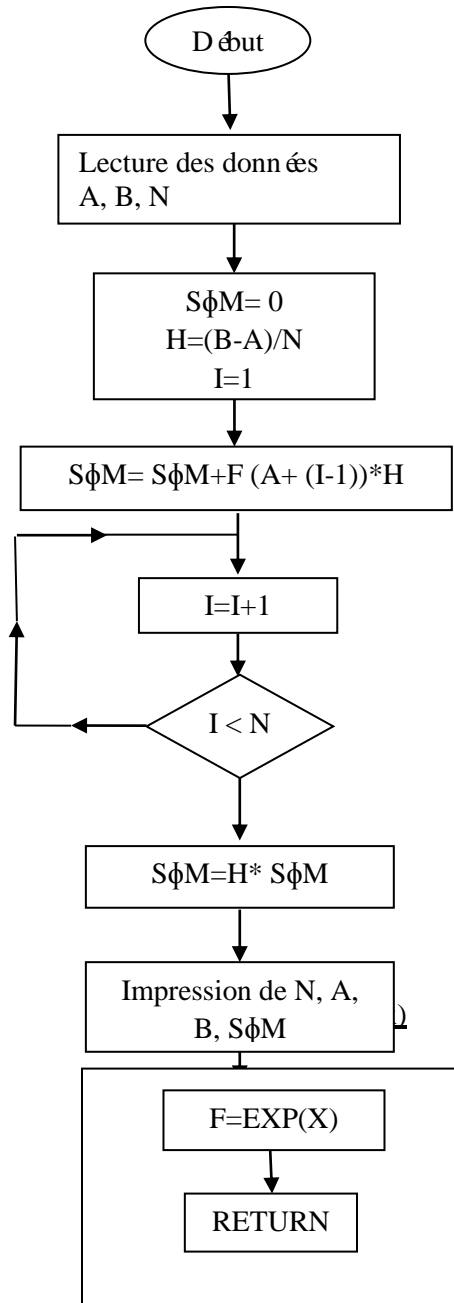 Début
Lecture des données
A, B, N
SϕM= 0
H=(B-A)/N
I=1
SϕM= SϕM+F (A+ (I-1))*H
I=I+1
I < N
SϕM=H* SϕM
Impression de N, A,
B, SϕM
)
F=EXP(X)
RETURN